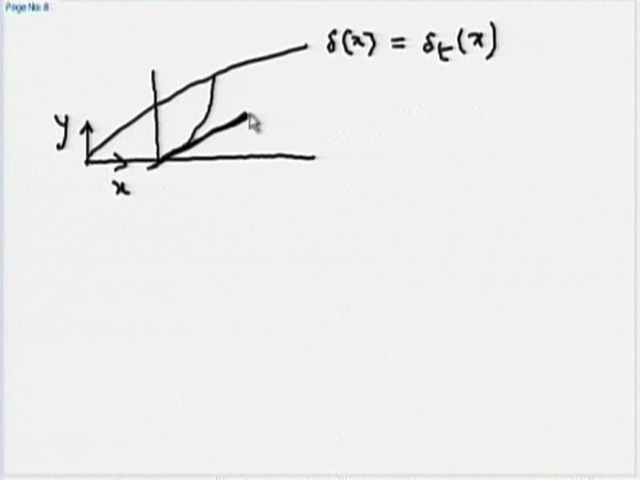 Page No: 8
δ(x) = δt(x)
y
x